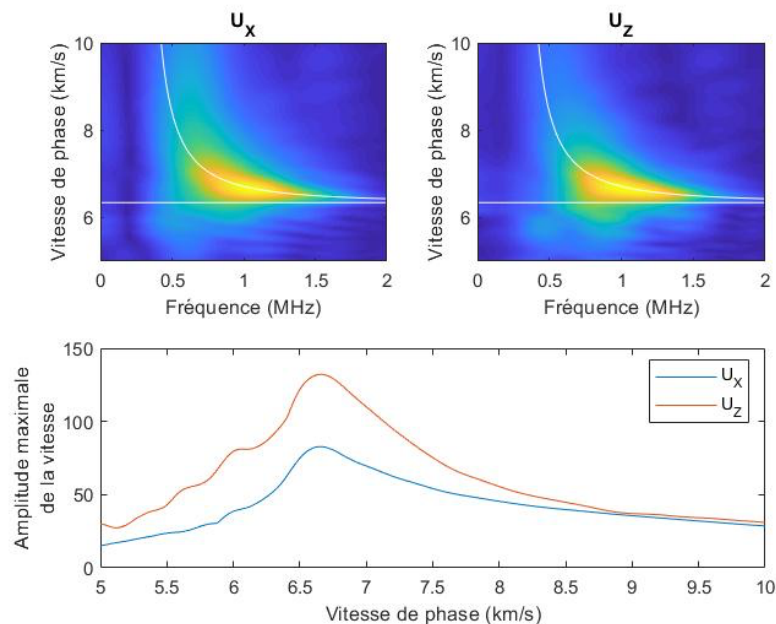 U_X
U_Z
Vitesse de phase (km/s)
10
8
6
0 0.5 1 1.5 2
Fréquence (MHz)
Vitesse de phase (km/s)
10
8
6
0 0.5 1 1.5 2
Fréquence (MHz)
Amplitude maximale
de la vitesse
150
100
50
0
U_X
U_Z
5 5.5 6 6.5 7 7.5 8 8.5 9 9.5 10
Vitesse de phase (km/s)